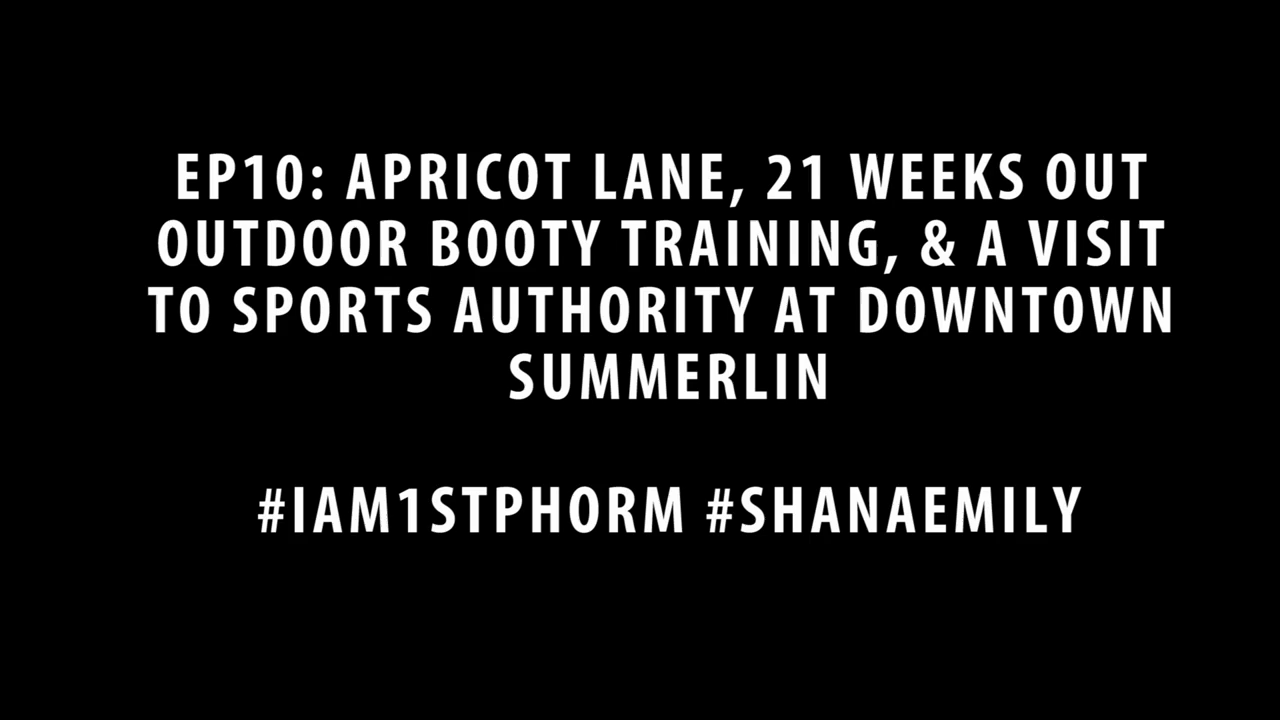 EP10: APRICOT LANE, 21 WEEKS OUT
OUTDOOR BOOTY TRAINING, & A VISIT
TO SPORTS AUTHORITY AT DOWNTOWN
SUMMERLIN
#IAM1STPHORM #SHANAEMILY